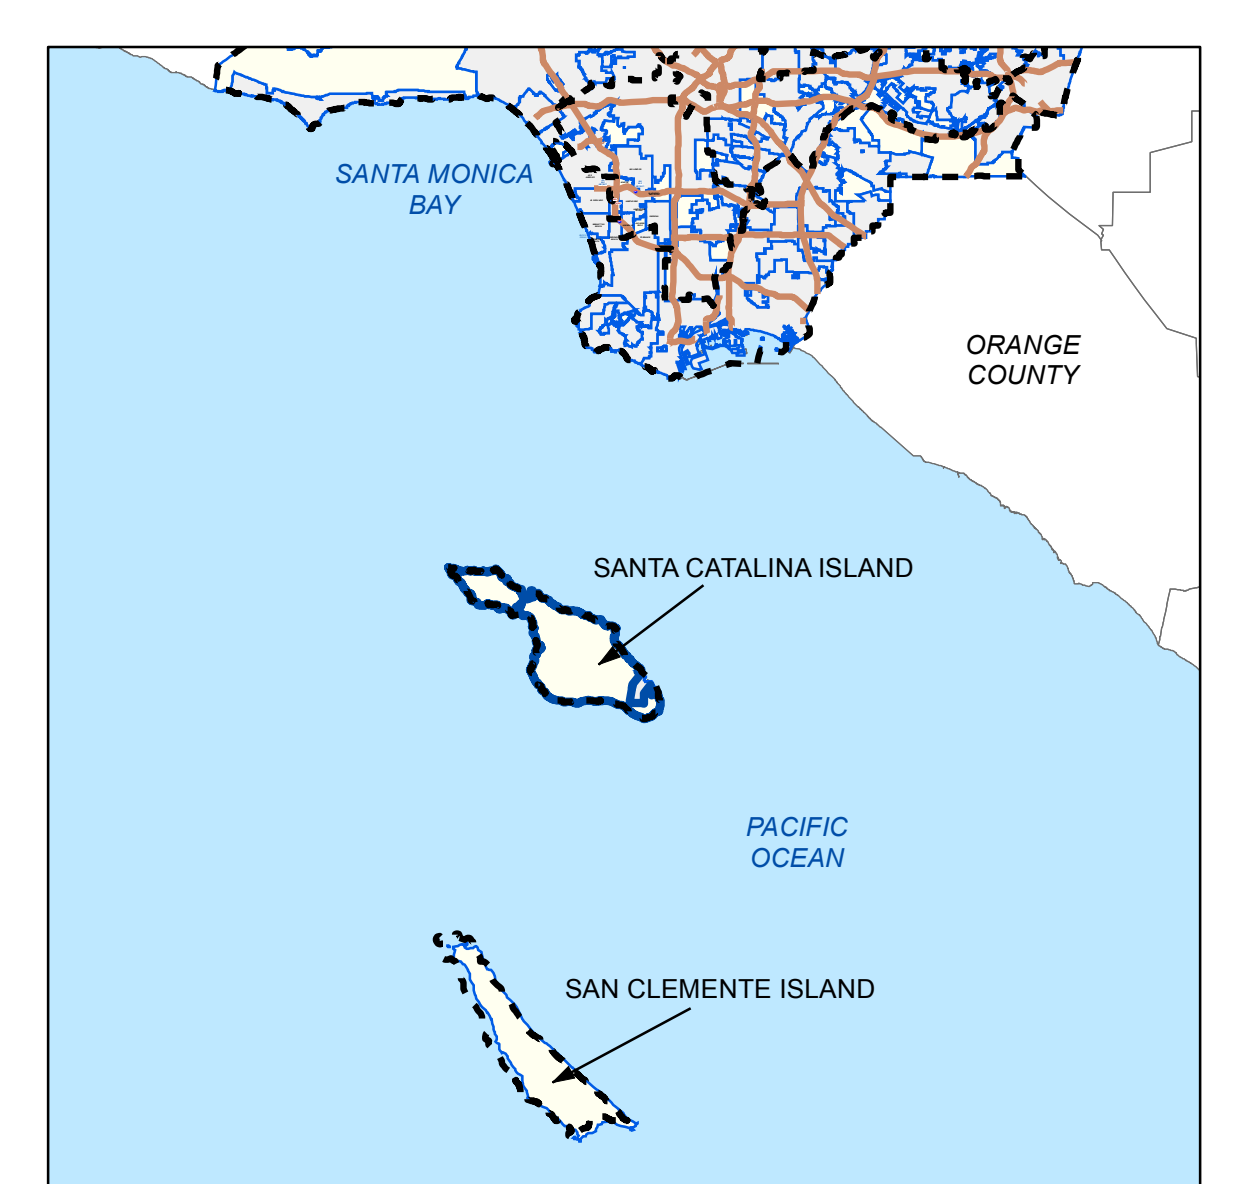 SANTA MONICA
BAY
ORANGE
COUNTY
SANTA CATALINA ISLAND
PACIFIC
OCEAN
SAN CLEMENTE ISLAND